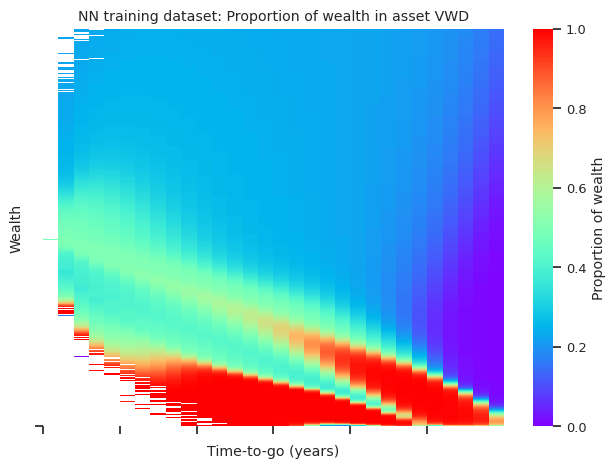 NN training dataset: Proportion of wealth in asset VWD
Wealth
Time-to-go (years)
1.0
0.8
0.6
0.4
0.2
0.0
Proportion of wealth